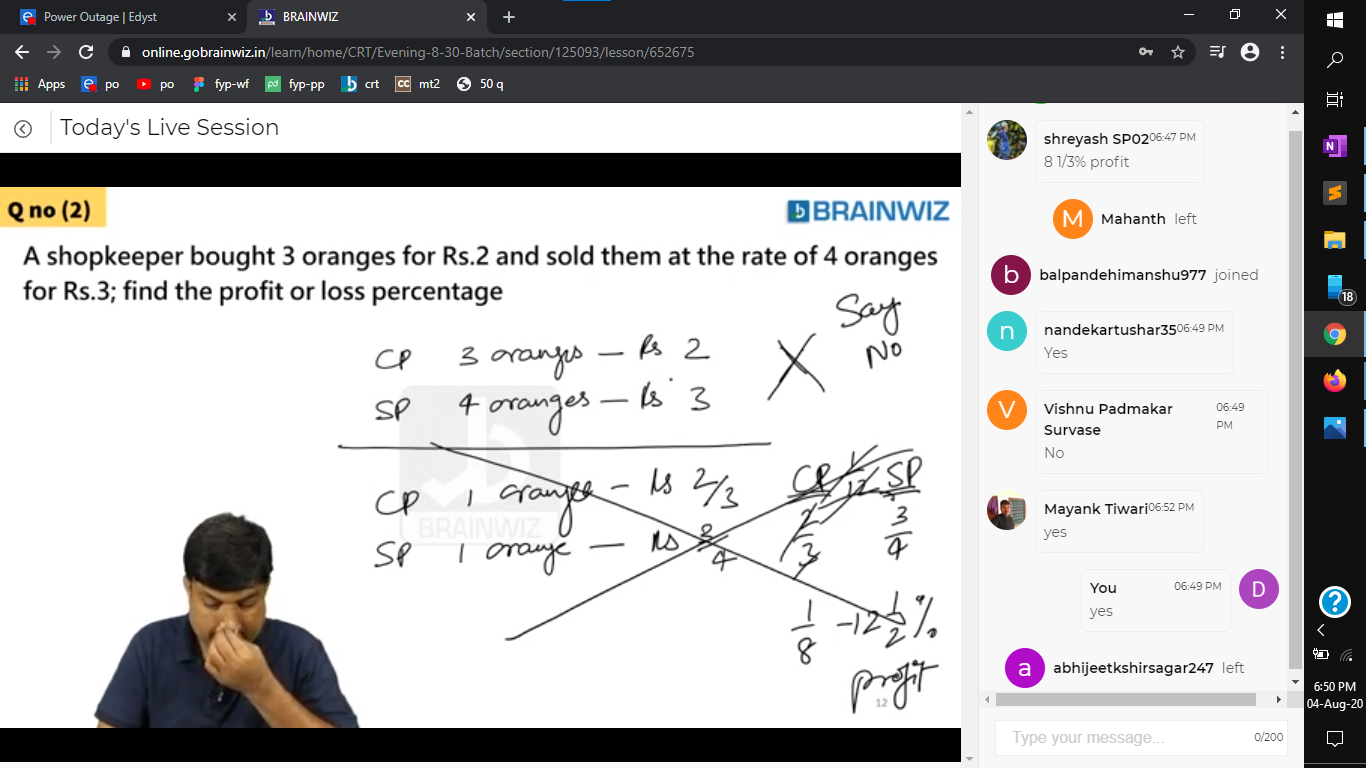 Power Outage | Edyst
BRAINWIZ
online.gobrainwiz.in/learn/home/CRT/Evening-8-30-Batch/section/125093/lesson/652675
Apps po po fyp-wf fyp-pp crt CC mt2 50 q
Today's Live Session
Q no (2)
BRAINWIZ
A shopkeeper bought 3 oranges for Rs.2 and sold them at the rate of 4 oranges
for Rs.3; find the profit or loss percentage
Say
No
CP 3 oranges — Rs 2
SP 4 oranges — Rs 3
CP 1 orange — Rs 2/3
SP 1 orange — Rs 3/4
BRAINWIZ
CP SP
2/3 3/4
1/12
1/8 - 12 1/2 %
profit
12
shreyash SP02 06:47 PM
8 1/3% profit
M Mahanth left
b balpandehimanshu977 joined
n nandekartushar35 06:49 PM
Yes
V Vishnu Padmakar Survase 06:49 PM
No
Mayank Tiwari 06:52 PM
yes
You 06:49 PM
D
yes
a abhijeetkshirsagar247 left
Type your message... 0/200
18
6:50 PM
04-Aug-20